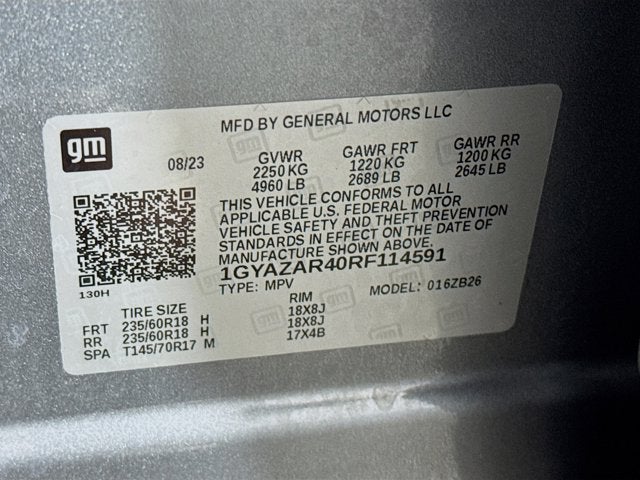 gm
MFD BY GENERAL MOTORS LLC
08/23
GVWR GAWR FRT GAWR RR
2250 KG 1220 KG 1200 KG
4960 LB 2689 LB 2645 LB
THIS VEHICLE CONFORMS TO ALL
APPLICABLE U.S. FEDERAL MOTOR
VEHICLE SAFETY AND THEFT PREVENTION
STANDARDS IN EFFECT ON THE DATE OF
MANUFACTURE SHOWN ABOVE.
1GYAZAR40RF114591
130H
TYPE: MPV MODEL: 016ZB26
TIRE SIZE RIM
FRT 235/60R18 H 18X8J
RR 235/60R18 H 18X8J
SPA T145/70R17 M 17X4B